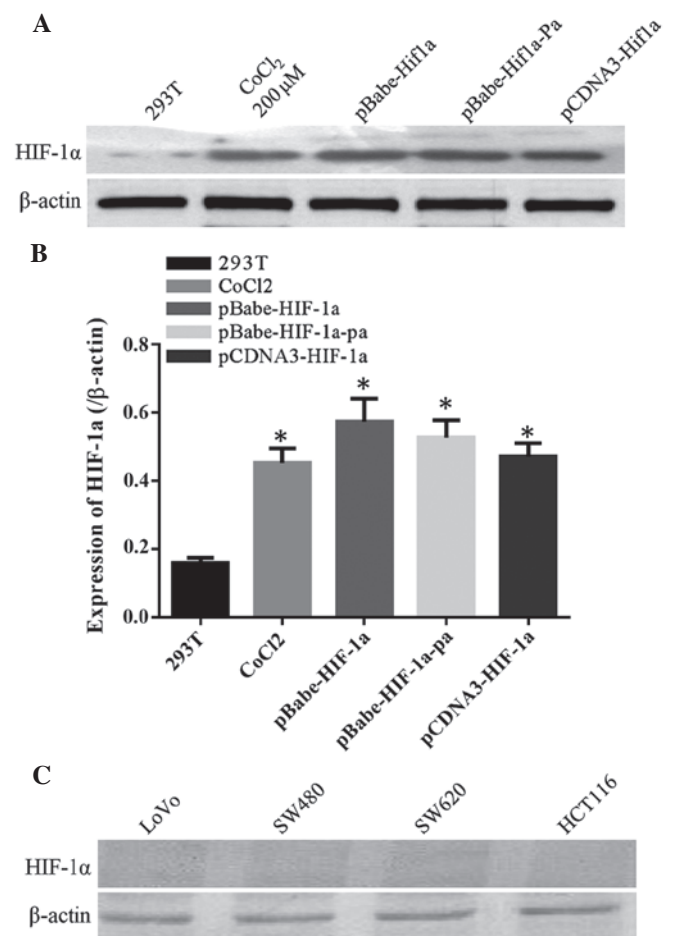 A
293T
CoCl2
200 µM
pBabe-Hif1a
pBabe-Hif1a-Pa
pCDNA3-Hif1a
HIF-1α
β-actin
B
293T
CoCl2
pBabe-HIF-1a
pBabe-HIF-1a-pa
pCDNA3-HIF-1a
Expression of HIF-1a (/β-actin)
0.8
0.6
0.4
0.2
0.0
*
*
*
*
293T
CoCl2
pBabe-HIF-1a
pBabe-HIF-1a-pa
pCDNA3-HIF-1a
C
LoVo
SW480
SW620
HCT116
HIF-1α
β-actin